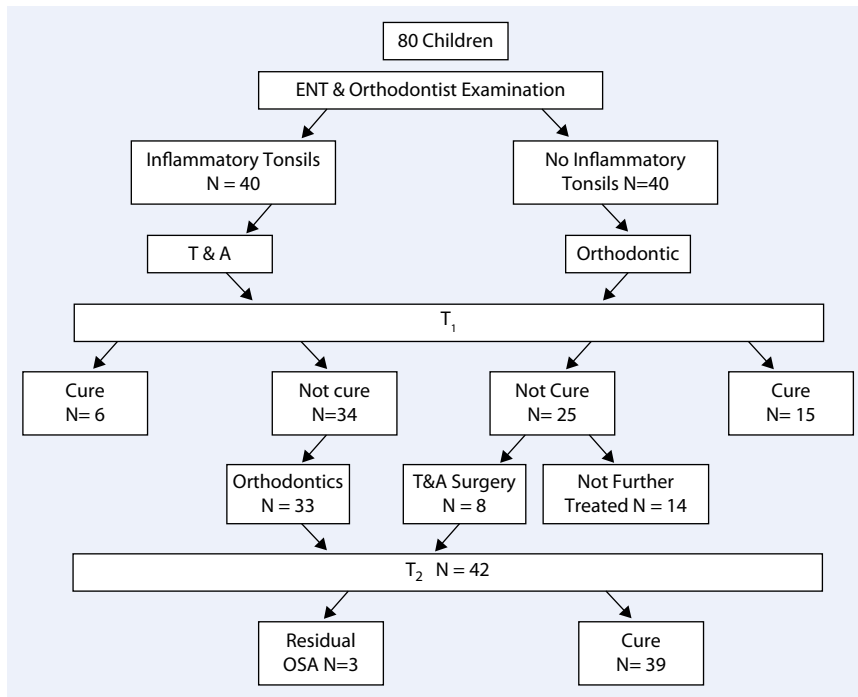 80 Children
ENT & Orthodontist Examination
Inflammatory Tonsils
N = 40
No Inflammatory
Tonsils N=40
T & A
Orthodontic
T₁
Cure
N= 6
Not cure
N=34
Not Cure
N= 25
Cure
N= 15
Orthodontics
N = 33
T&A Surgery
N = 8
Not Further
Treated N = 14
T₂ N = 42
Residual
OSA N=3
Cure
N= 39